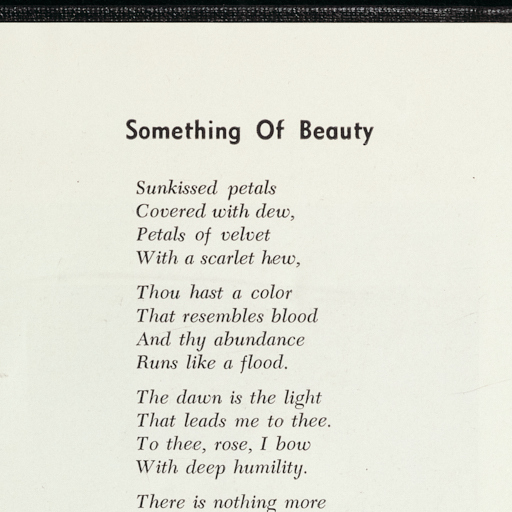 Something Of Beauty
Sunkissed petals
Covered with dew,
Petals of velvet
With a scarlet hew,
Thou hast a color
That resembles blood
And thy abundance
Runs like a flood.
The dawn is the light
That leads me to thee.
To thee, rose, I bow
With deep humility.
There is nothing more